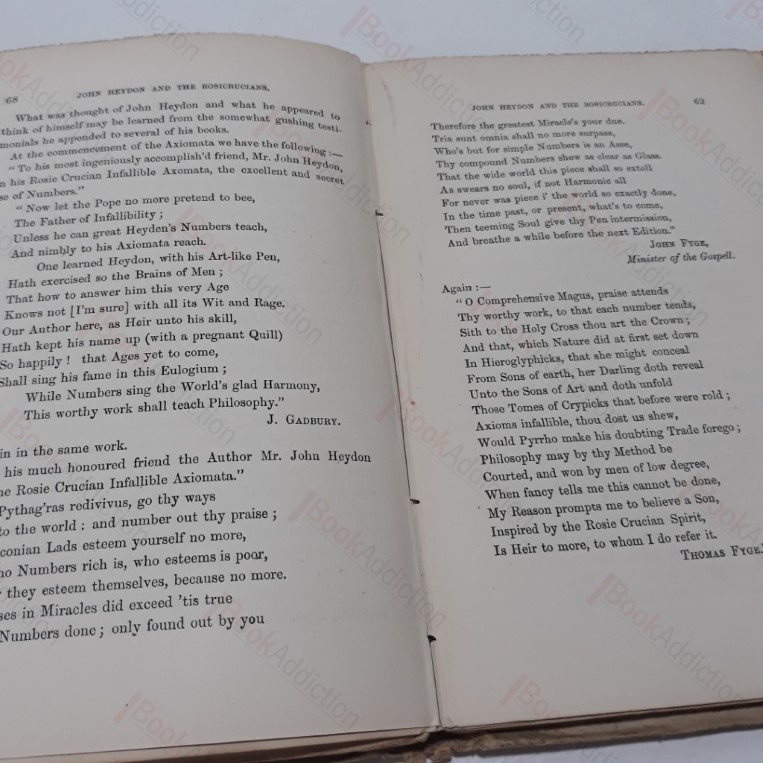 68
JOHN HEYDON AND THE ROSICRUCIANS.
What was thought of John Heydon and what he appeared to
think of himself may be learned from the somewhat gushing testi-
monials he appended to several of his books.
At the commencement of the Axiomata we have the following :—
"To his most ingeniously accomplish'd friend, Mr. John Heydon,
n his Rosie Crucian Infallible Axomata, the excellent and secret
se of Numbers."
"Now let the Pope no more pretend to bee,
The Father of Infallibility ;
Unless he can great Heyden's Numbers teach,
And nimbly to his Axiomata reach.
One learned Heydon, with his Art-like Pen,
Hath exercised so the Brains of Men ;
That how to answer him this very Age
Knows not [I'm sure] with all its Wit and Rage.
Our Author here, as Heir unto his skill,
Hath kept his name up (with a pregnant Quill)
So happily ! that Ages yet to come,
Shall sing his fame in this Eulogium ;
While Numbers sing the World's glad Harmony,
This worthy work shall teach Philosophy."
J. GADBURY.
in in the same work.
his much honoured friend the Author Mr. John Heydon
he Rosie Crucian Infallible Axiomata."
Pythag'ras redivivus, go thy ways
to the world : and number out thy praise ;
conian Lads esteem yourself no more,
ho Numbers rich is, who esteems is poor,
they esteem themselves, because no more.
ses in Miracles did exceed 'tis true
Numbers done ; only found out by you
JOHN HEYDON AND THE ROSICRUCIANS.
69
Therefore the greatest Miracle's your due.
Tria sunt omnia shall no more surpass,
Who's but for simple Numbers is an Asse,
Thy compound Numbers shew as clear as Glass.
That the wide world this piece shall so extoll
As swears no soul, if not Harmonic all
For never was piece i' the world so exactly done,
In the time past, or present, what's to come,
Then teeming Soul give thy Pen intermission,
And breathe a while before the next Edition."
JOHN FYGE,
Minister of the Gospell.
Again :—
"O Comprehensive Magus, praise attends
Thy worthy work, to that each number tends,
Sith to the Holy Cross thou art the Crown ;
And that, which Nature did at first set down
In Hieroglyphicks, that she might conceal
From Sons of earth, her Darling doth reveal
Unto the Sons of Art and doth unfold
Those Tomes of Crypicks that before were rold ;
Axioms infallible, thou dost us shew,
Would Pyrrho make his doubting Trade forego ;
Philosophy may by thy Method be
Courted, and won by men of low degree,
When fancy tells me this cannot be done,
My Reason prompts me to believe a Son,
Inspired by the Rosie Crucian Spirit,
Is Heir to more, to whom I do refer it.
THOMAS FYGE."
BookAddiction